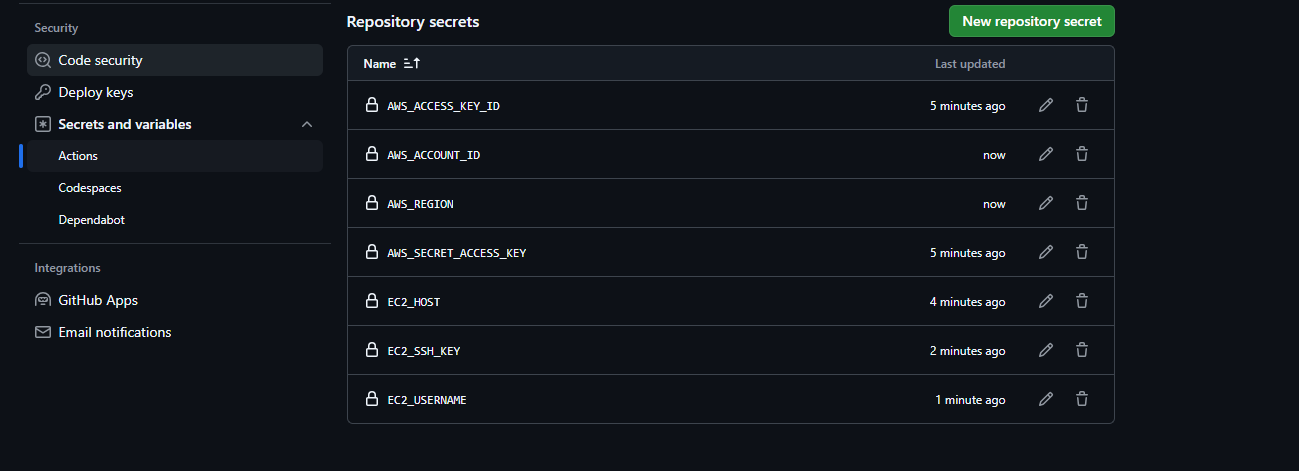 Security
Code security
Deploy keys
Secrets and variables
Actions
Codespaces
Dependabot
Integrations
GitHub Apps
Email notifications
Repository secrets
New repository secret
Name
Last updated
AWS_ACCESS_KEY_ID 5 minutes ago
AWS_ACCOUNT_ID now
AWS_REGION now
AWS_SECRET_ACCESS_KEY 5 minutes ago
EC2_HOST 4 minutes ago
EC2_SSH_KEY 2 minutes ago
EC2_USERNAME 1 minute ago